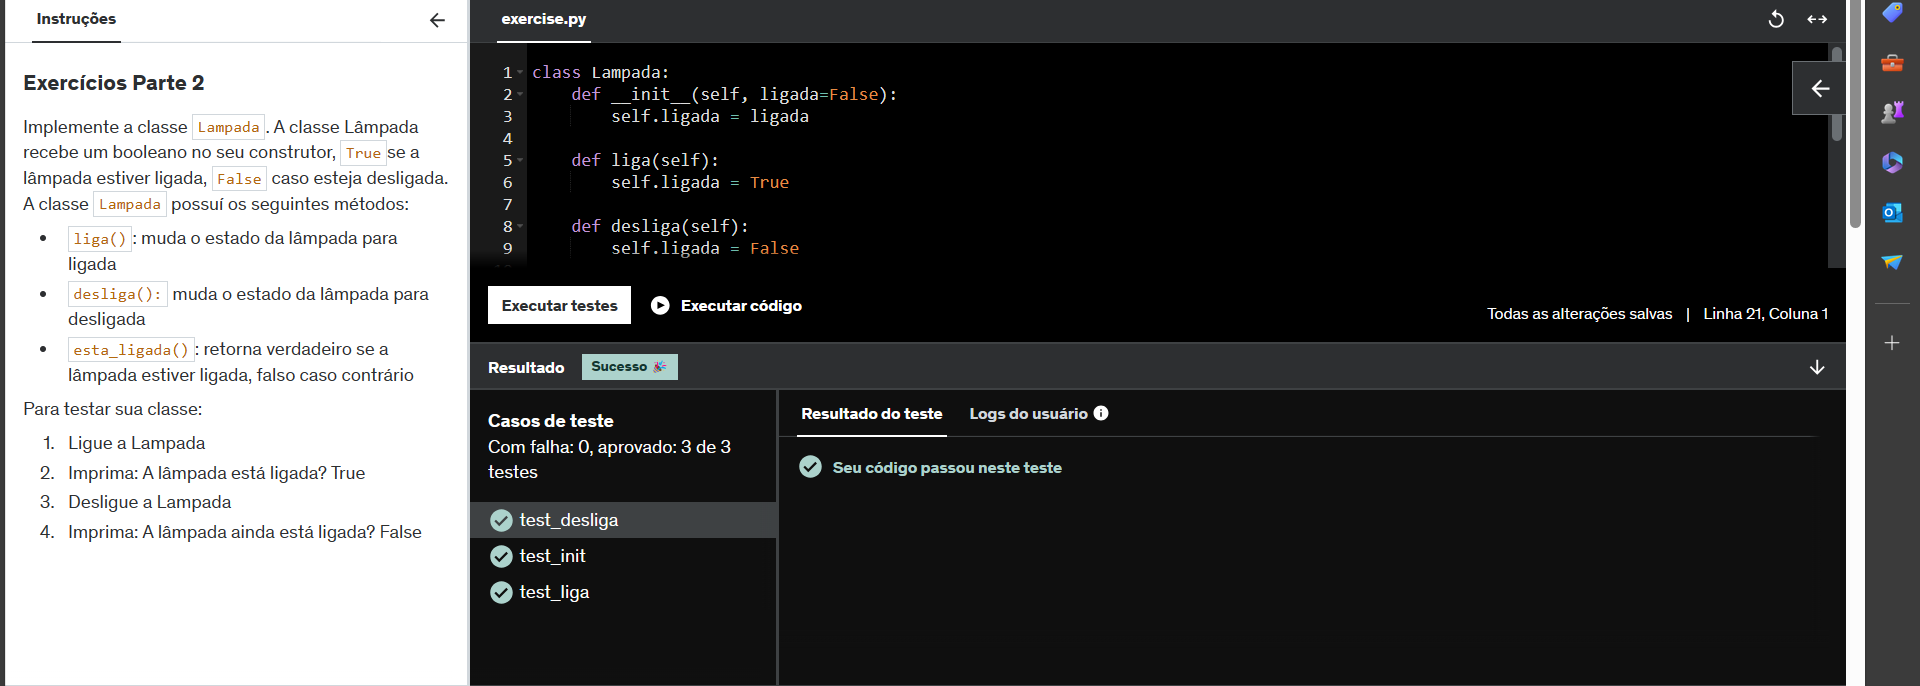 Instruções
Exercícios Parte 2
Implemente a classe Lampada. A classe Lâmpada
recebe um booleano no seu construtor, True se a
lâmpada estiver ligada, False caso esteja desligada.
A classe Lampada possuí os seguintes métodos:
liga(): muda o estado da lâmpada para
ligada
desliga(): muda o estado da lâmpada para
desligada
esta_ligada(): retorna verdadeiro se a
lâmpada estiver ligada, falso caso contrário
Para testar sua classe:
1. Ligue a Lampada
2. Imprima: A lâmpada está ligada? True
3. Desligue a Lampada
4. Imprima: A lâmpada ainda está ligada? False
exercise.py
1 class Lampada:
2 def __init__(self, ligada=False):
3 self.ligada = ligada
4
5 def liga(self):
6 self.ligada = True
7
8 def desliga(self):
9 self.ligada = False
Executar testes
Executar código
Todas as alterações salvas | Linha 21, Coluna 1
Resultado
Sucesso 🎉
Casos de teste
Com falha: 0, aprovado: 3 de 3
testes
test_desliga
test_init
test_liga
Resultado do teste
Logs do usuário
Seu código passou neste teste